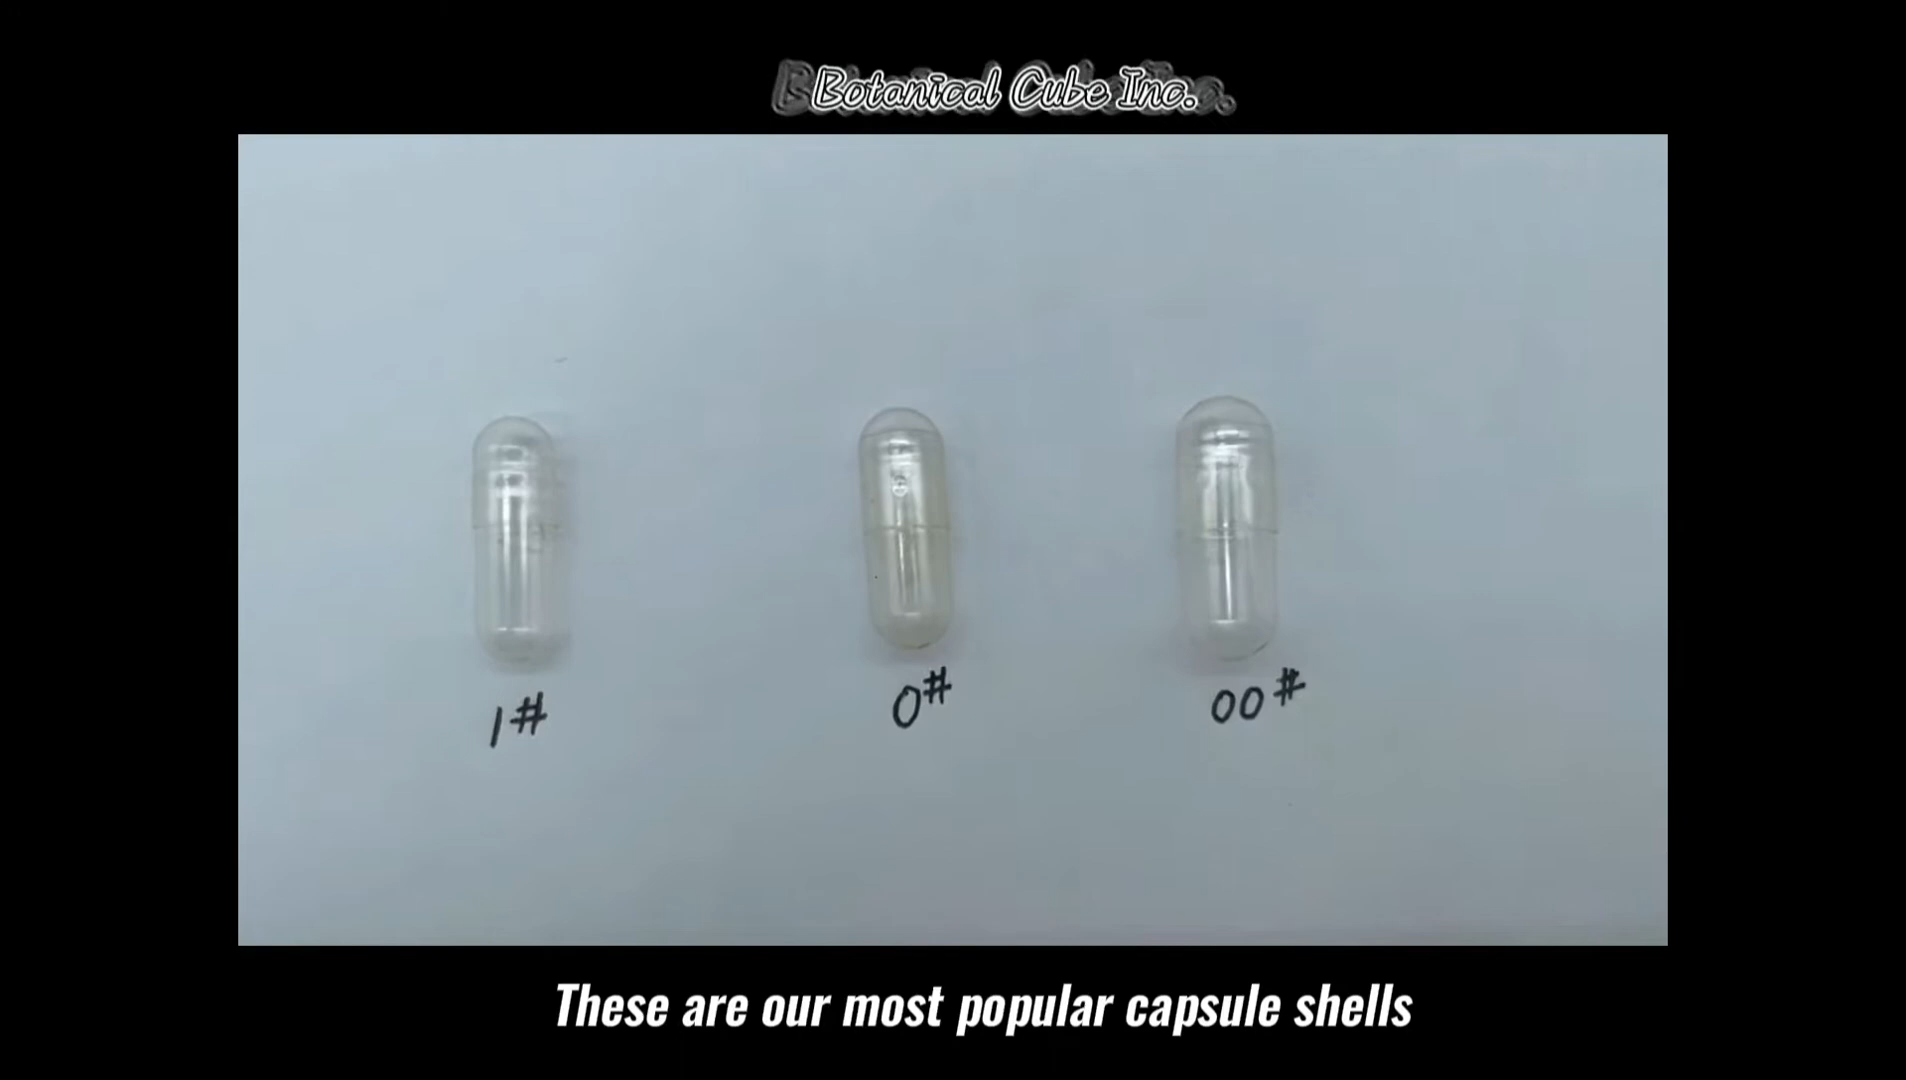 Botanical Cube Inc.
1# 0# 00#
These are our most popular capsule shells